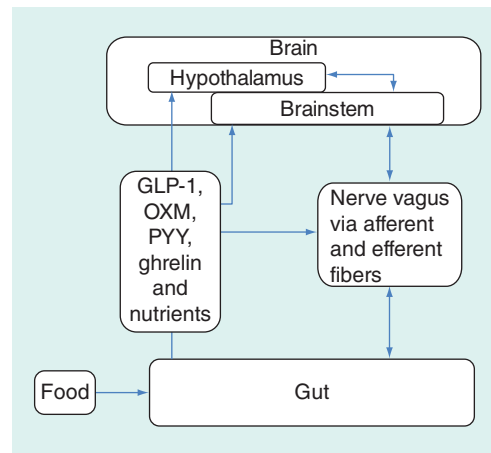 Brain
Hypothalamus
Brainstem
GLP-1,
OXM,
PYY,
ghrelin
and
nutrients
Nerve vagus
via afferent
and efferent
fibers
Food
Gut